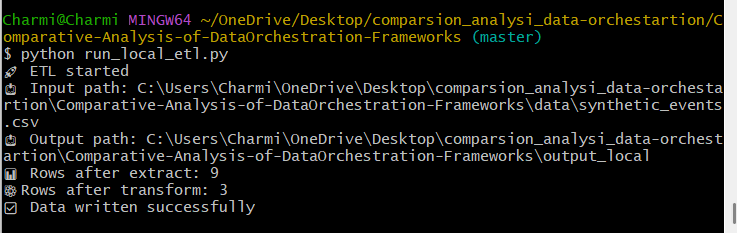 Charmi@Charmi MINGW64 ~/OneDrive/Desktop/comparsion_analysi_data-orchestartion/C
omparative-Analysis-of-DataOrchestration-Frameworks (master)
$ python run_local_etl.py
🚀 ETL started
📥 Input path: C:\Users\Charmi\OneDrive\Desktop\comparsion_analysi_data-orchesta
rtion\Comparative-Analysis-of-DataOrchestration-Frameworks\data\synthetic_events
.csv
📤 Output path: C:\Users\Charmi\OneDrive\Desktop\comparsion_analysi_data-orchest
artion\Comparative-Analysis-of-DataOrchestration-Frameworks\output_local
📊 Rows after extract: 9
⚙️Rows after transform: 3
✅ Data written successfully